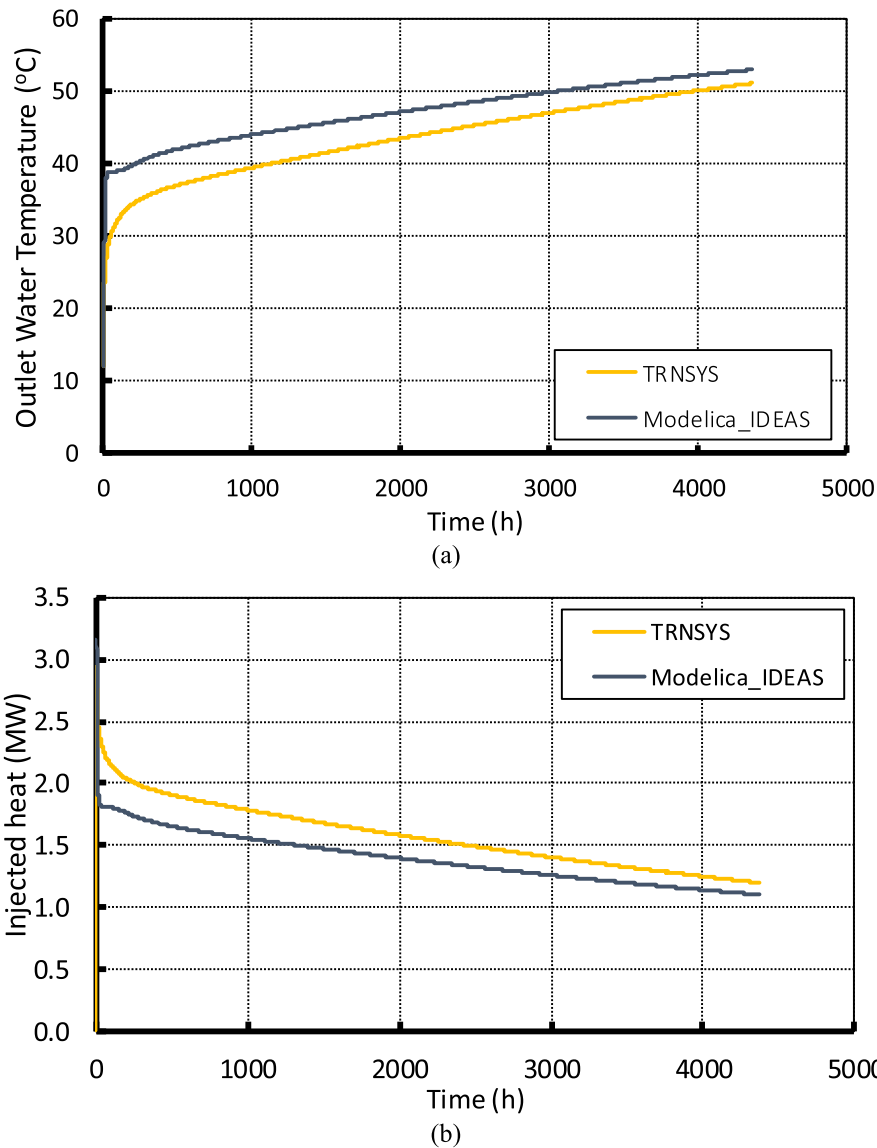 60
50
40
30
20
10
0
Outlet Water Temperature (°C)
TRNSYS
Modelica_IDEAS
0 1000 2000 3000 4000 5000
Time (h)
(a)
3.5
3.0
2.5
2.0
1.5
1.0
0.5
0.0
Injected heat (MW)
TRNSYS
Modelica_IDEAS
0 1000 2000 3000 4000 5000
Time (h)
(b)